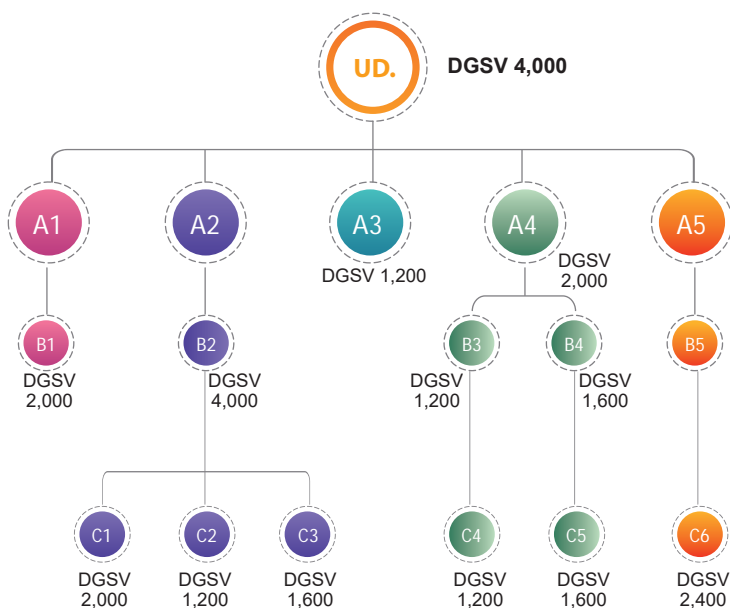 UD.
DGSV 4,000
A1
A2
A3
A4
A5
DGSV 1,200
DGSV
2,000
B1
B2
B3
B4
B5
DGSV
2,000
DGSV
4,000
DGSV
1,200
DGSV
1,600
C1
C2
C3
C4
C5
C6
DGSV
2,000
DGSV
1,200
DGSV
1,600
DGSV
1,200
DGSV
1,600
DGSV
2,400